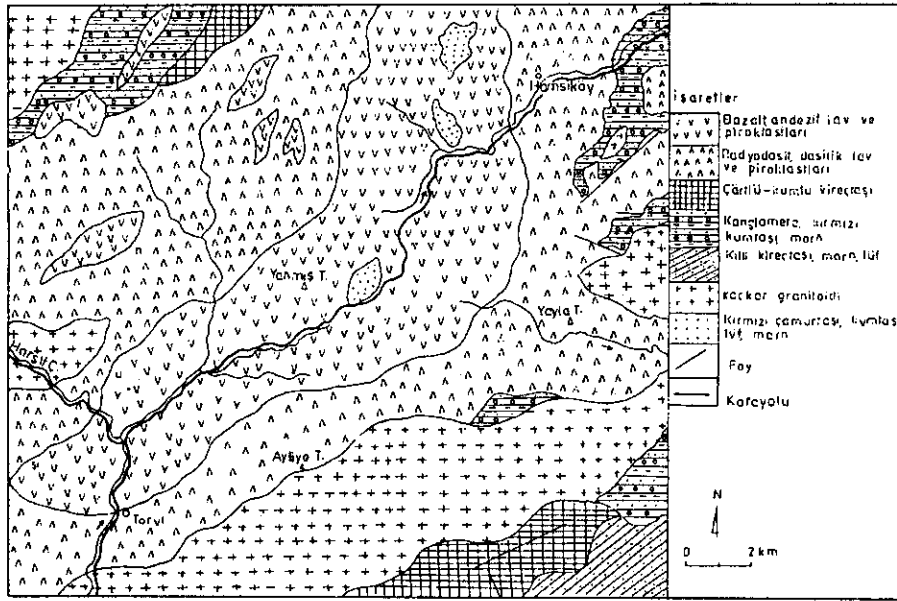 Hamsiköy
Yanmış T.
Yayla T.
Harşit Ç.
Ayliya T.
Torul
İşaretler
Bazalt, andezit lav ve
piroklastları
Radyodasit, dasitik lav
ve piroklastları
Çörtlü-kumlu kireçtaşı
Konglomera, kırmızı
kumtaşı, marn
Killi kireçtaşı, marn, tüf
Kaçkar granitoidi
Kırmızı çamurtaşı, kumtaşı
tüf, marn
Fay
Karayolu
N
0 2 km